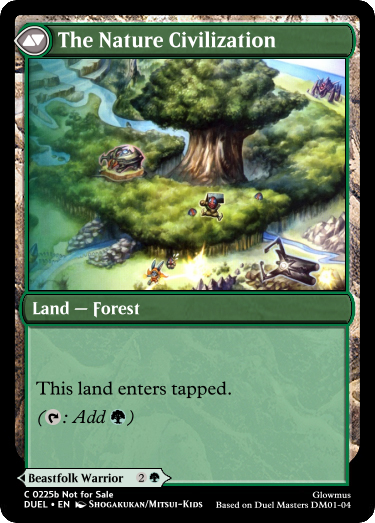 The Nature Civilization
Land — Forest
This land enters tapped.
(: Add )
Beastfolk Warrior 2
C 0225b Not for Sale
Glowmus
DUEL • EN Shogakukan/Mitsui-Kids
Based on Duel Masters DM01-04